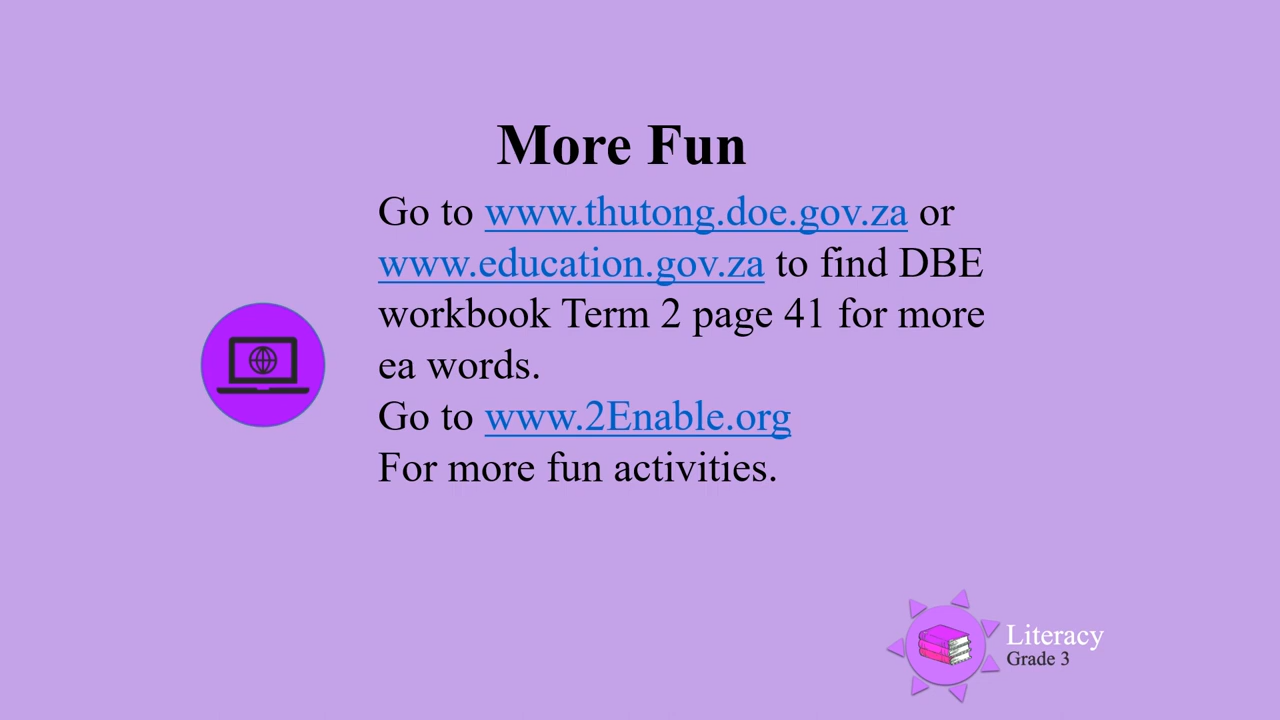 More Fun
Go to www.thutong.doe.gov.za or
www.education.gov.za to find DBE
workbook Term 2 page 41 for more
ea words.
Go to www.2Enable.org
For more fun activities.
Literacy
Grade 3